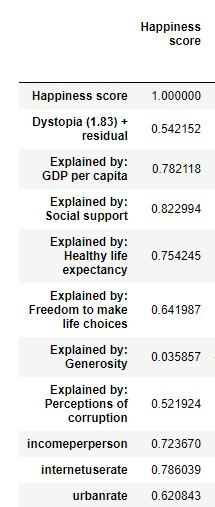 Happiness
score
Happiness score 1.000000
Dystopia (1.83) +
residual 0.542152
Explained by:
GDP per capita 0.782118
Explained by:
Social support 0.822994
Explained by:
Healthy life
expectancy 0.754245
Explained by:
Freedom to make
life choices 0.641987
Explained by:
Generosity 0.035857
Explained by:
Perceptions of
corruption 0.521924
incomeperperson 0.723670
internetuserate 0.786039
urbanrate 0.620843